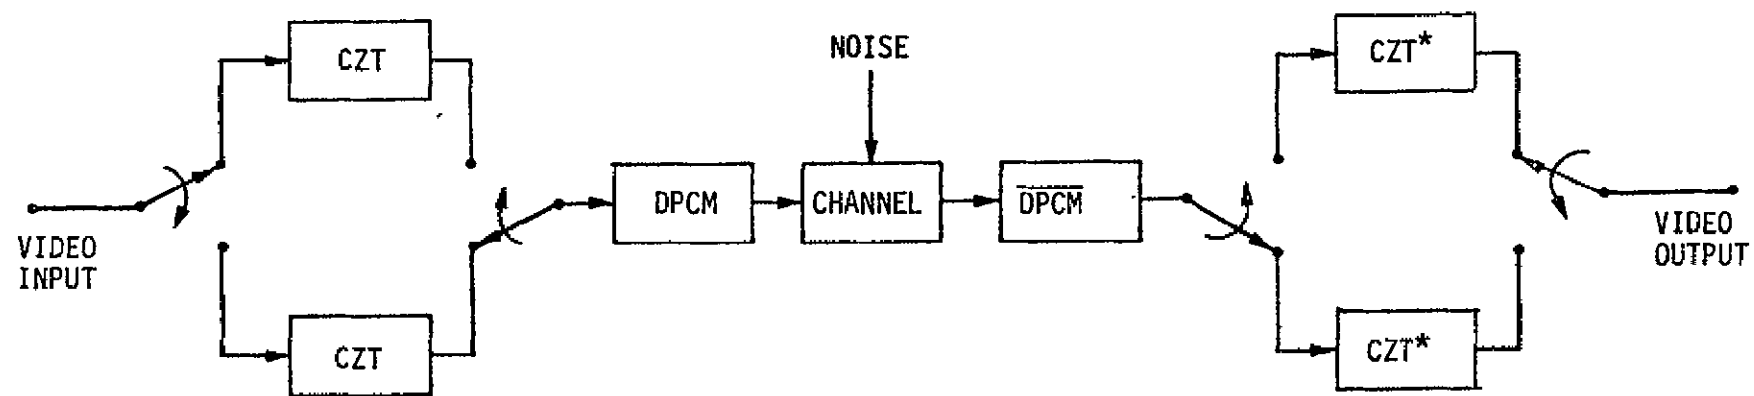 CZT
NOISE
CZT*
DPCM
CHANNEL
DPCM
VIDEO
INPUT
VIDEO
OUTPUT
CZT
CZT*